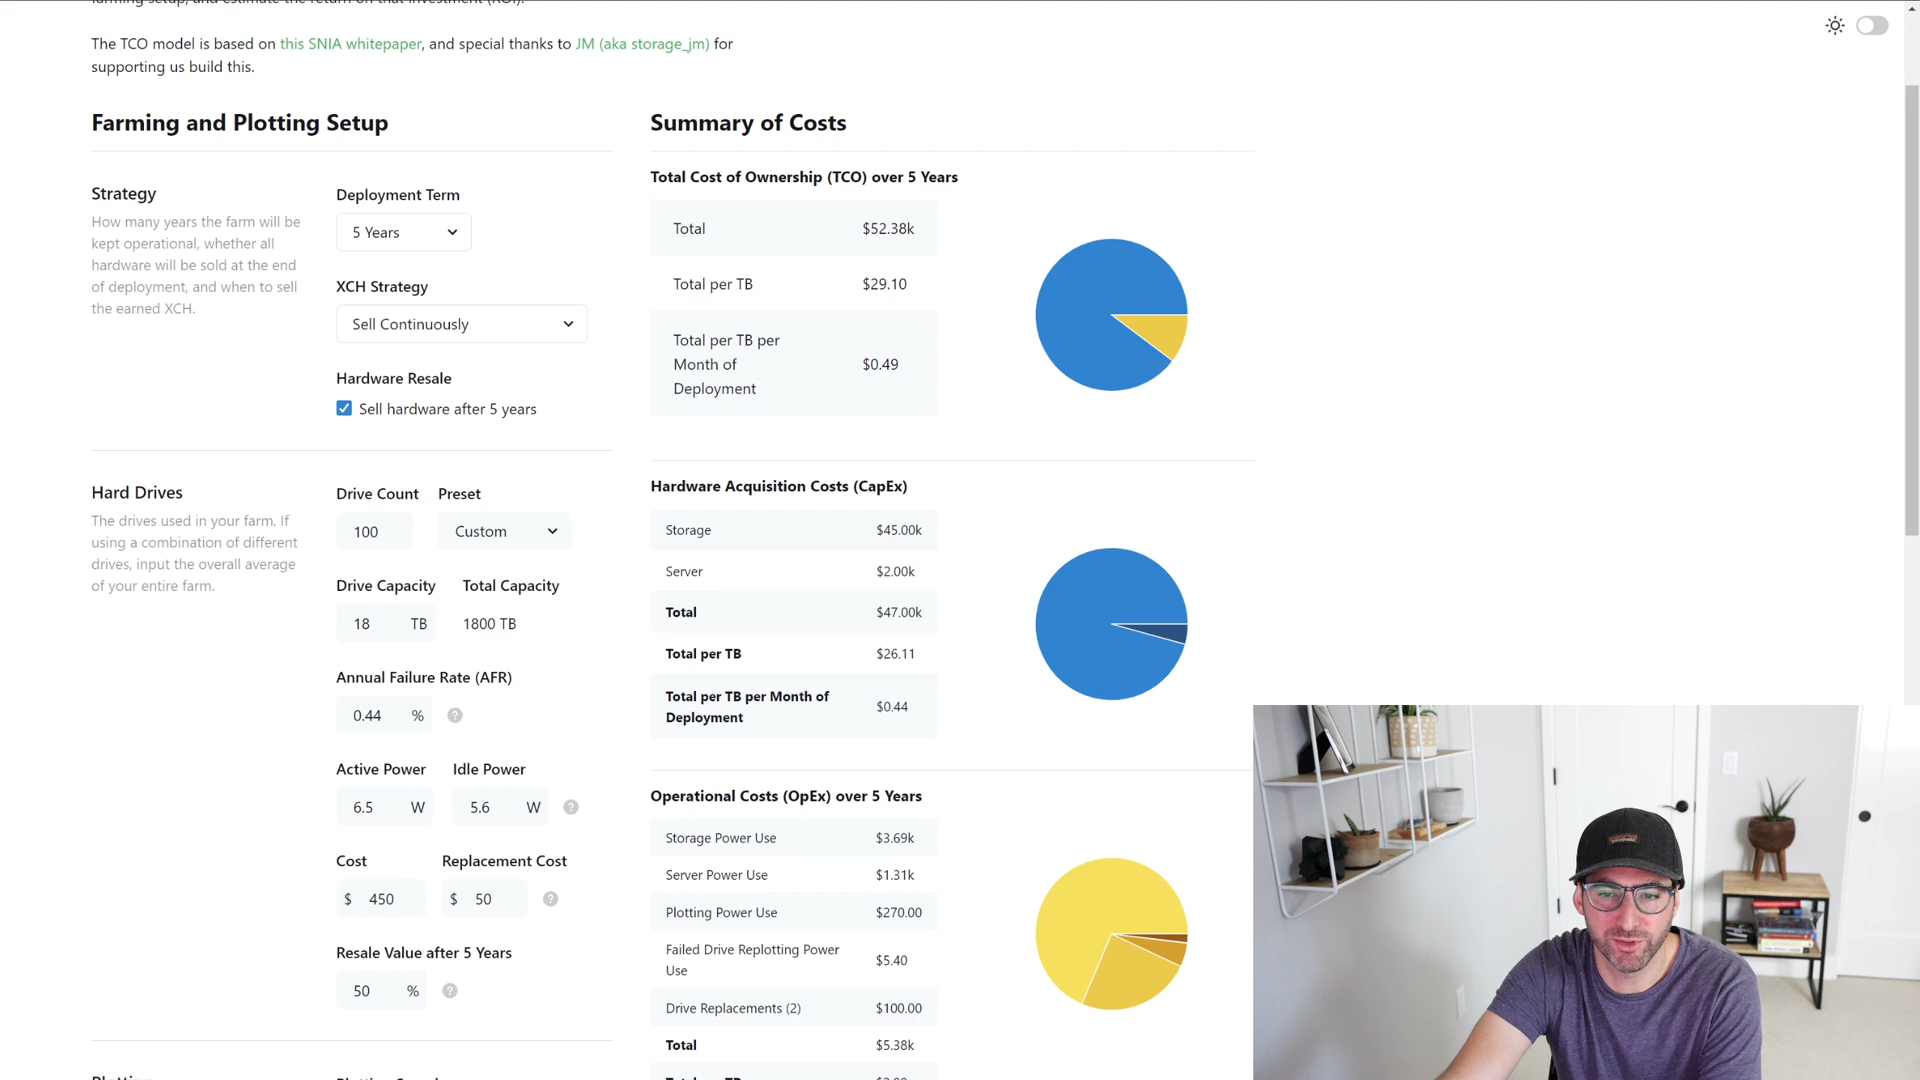 The TCO model is based on this SNIA whitepaper, and special thanks to JM (aka storage_jm) for
supporting us build this.
Farming and Plotting Setup
Strategy
How many years the farm will be
kept operational, whether all
hardware will be sold at the end
of deployment, and when to sell
the earned XCH.
Deployment Term
5 Years
XCH Strategy
Sell Continuously
Hardware Resale
Sell hardware after 5 years
Hard Drives
The drives used in your farm. If
using a combination of different
drives, input the overall average
of your entire farm.
Drive Count Preset
100 Custom
Drive Capacity Total Capacity
18 TB 1800 TB
Annual Failure Rate (AFR)
0.44 % ?
Active Power Idle Power
6.5 W 5.6 W ?
Cost Replacement Cost
$ 450 $ 50 ?
Resale Value after 5 Years
50 % ?
Summary of Costs
Total Cost of Ownership (TCO) over 5 Years
Total $52.38k
Total per TB $29.10
Total per TB per
Month of
Deployment
$0.49
Hardware Acquisition Costs (CapEx)
Storage $45.00k
Server $2.00k
Total $47.00k
Total per TB $26.11
Total per TB per Month of
Deployment
$0.44
Operational Costs (OpEx) over 5 Years
Storage Power Use $3.69k
Server Power Use $1.31k
Plotting Power Use $270.00
Failed Drive Replotting Power
Use
$5.40
Drive Replacements (2) $100.00
Total $5.38k